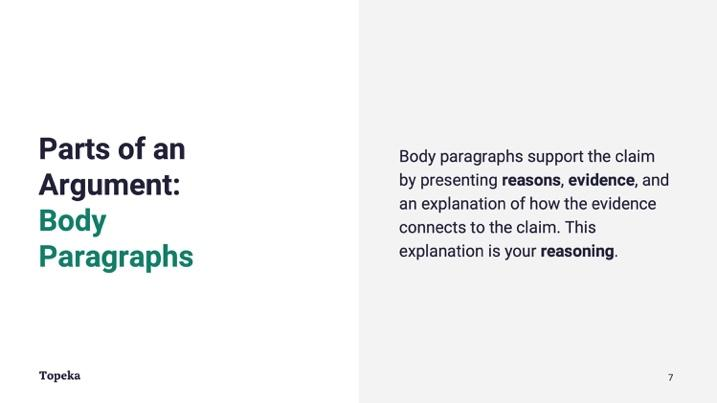 Parts of an
Argument:
Body
Paragraphs
Body paragraphs support the claim
by presenting reasons, evidence, and
an explanation of how the evidence
connects to the claim. This
explanation is your reasoning.
Topeka
7